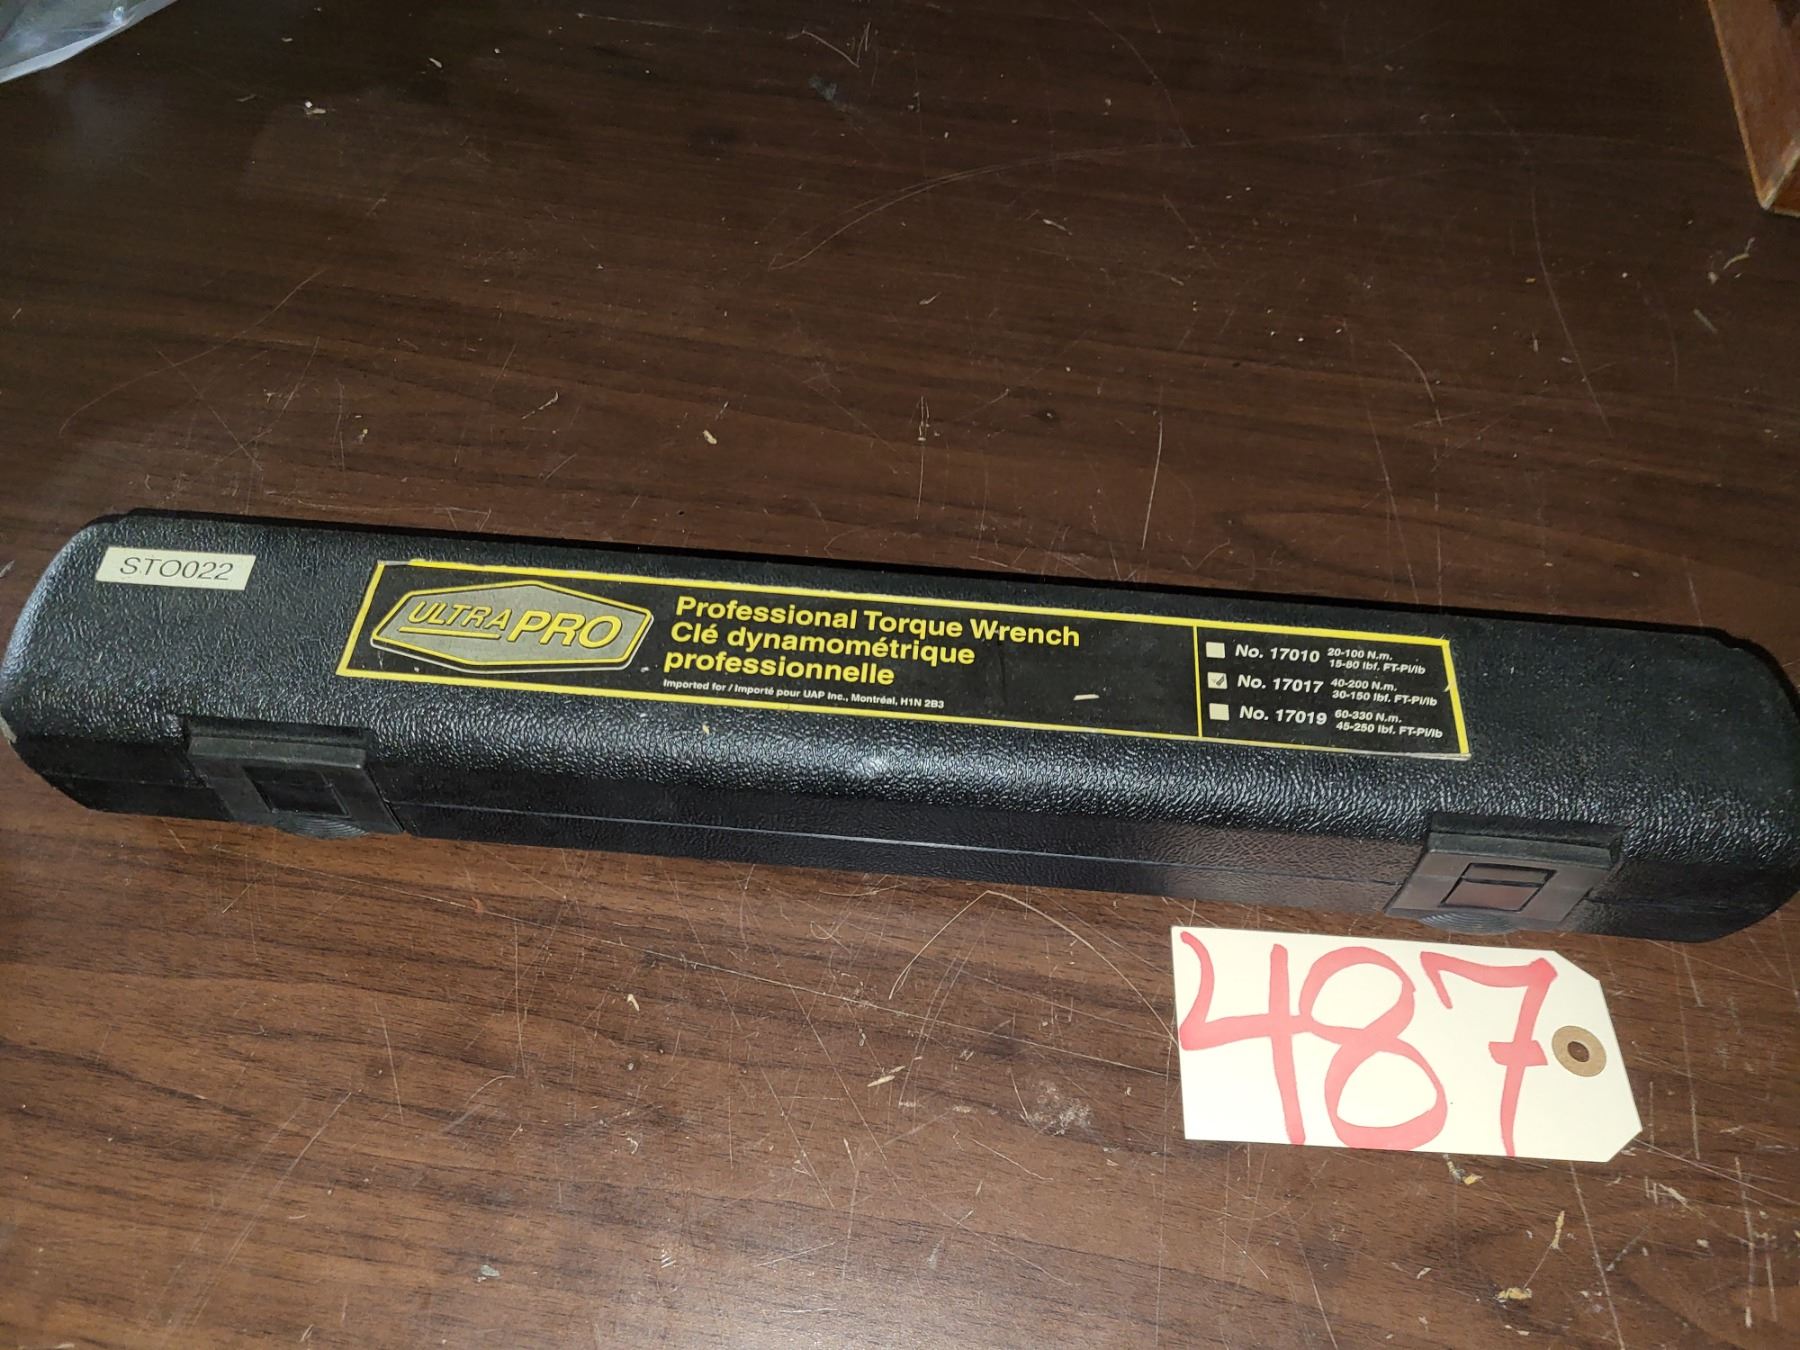 STO022
ULTRAPRO
Professional Torque Wrench
Clé dynamométrique
professionnelle
Imported for / Importé pour UAP Inc., Montréal, H1N 2B3
No. 17010 20-100 N.m.
15-80 lbf. FT-PI/lb
No. 17017 40-200 N.m.
30-150 lbf. FT-PI/lb
No. 17019 60-330 N.m.
45-250 lbf. FT-PI/lb
487